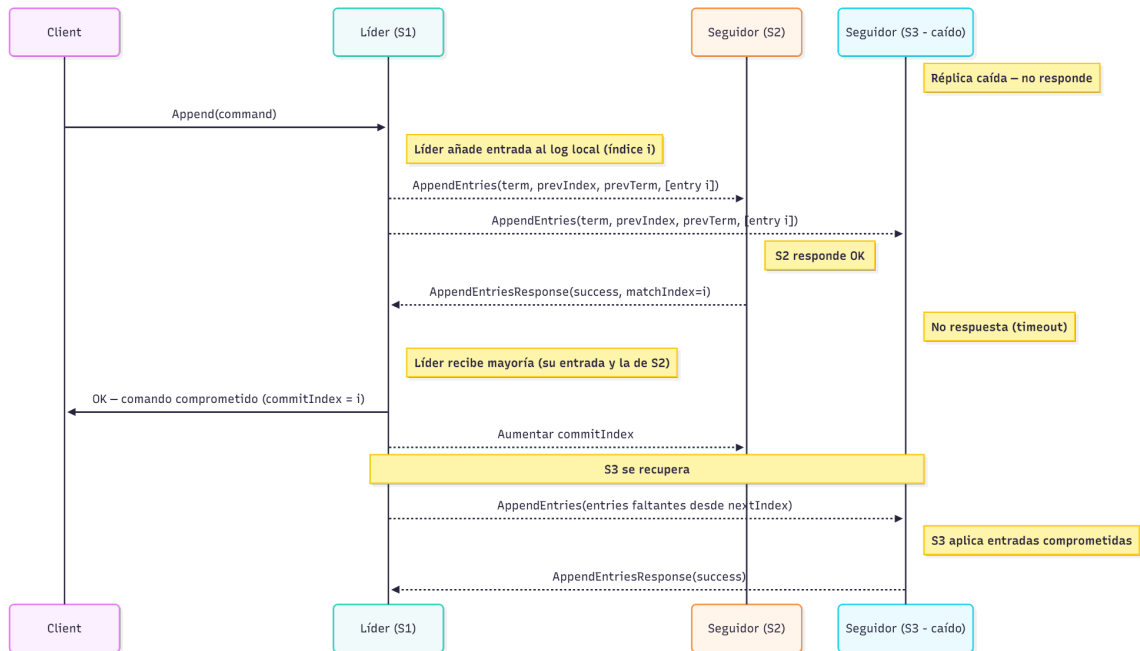 Client
Líder (S1)
Seguidor (S2)
Seguidor (S3 - caído)
Réplica caída — no responde
Append(command)
Líder añade entrada al log local (índice i)
AppendEntries(term, prevIndex, prevTerm, [entry i])
AppendEntries(term, prevIndex, prevTerm, [entry i])
S2 responde OK
AppendEntriesResponse(success, matchIndex=i)
No respuesta (timeout)
Líder recibe mayoría (su entrada y la de S2)
OK — comando comprometido (commitIndex = i)
Aumentar commitIndex
S3 se recupera
AppendEntries(entries faltantes desde nextIndex)
S3 aplica entradas comprometidas
AppendEntriesResponse(success)
Client
Líder (S1)
Seguidor (S2)
Seguidor (S3 - caído)